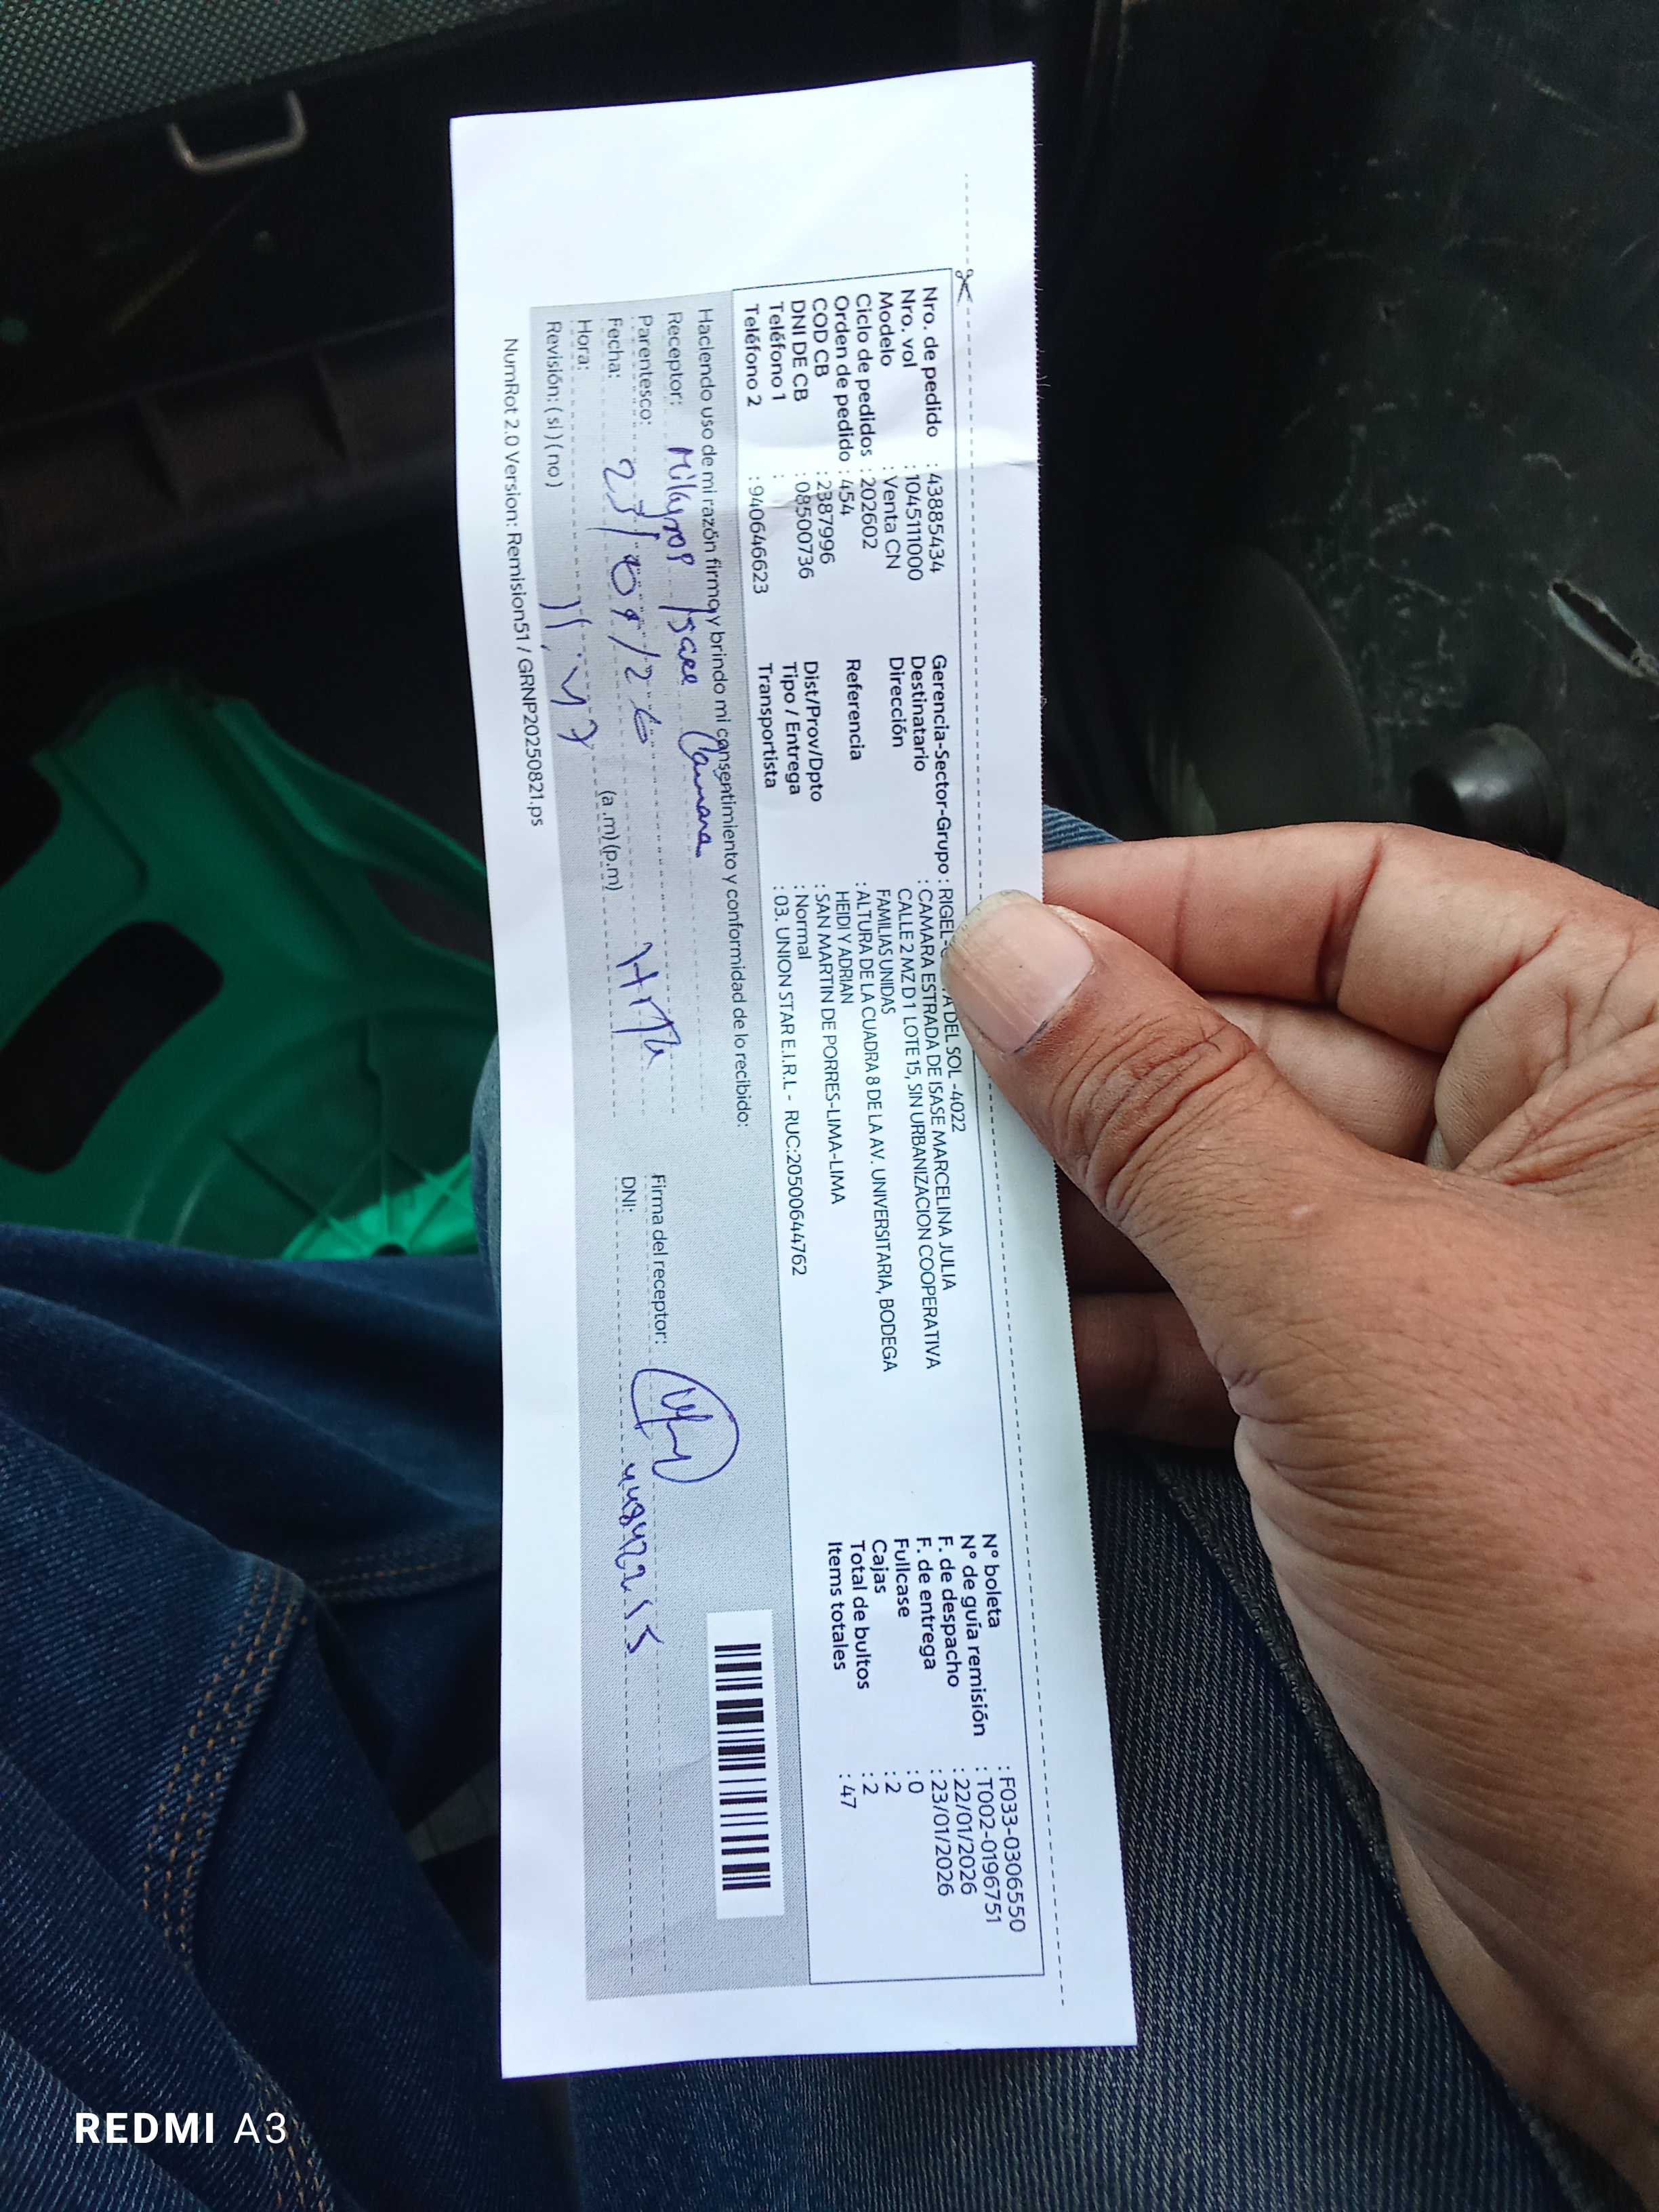 Nro. de pedido : 43885434
Nro. vol : 1045111000
Modelo : Venta CN
Ciclo de pedidos : 202602
Orden de pedido : 454
COD CB : 2387996
DNI DE CB : 08500736
Teléfono 1 :
Teléfono 2 : 940646623
Gerencia-Sector-Grupo : RIGEL- DEL SOL -4022
Destinatario : CAMARA ESTRADA DE ISASE MARCELINA JULIA
Dirección CALLE 2 MZ D1 LOTE 15, SIN URBANIZACION COOPERATIVA
FAMILIAS UNIDAS
Referencia : ALTURA DE LA CUADRA 8 DE LA AV. UNIVERSITARIA, BODEGA
HEIDI Y ADRIAN
Dist/Prov/Dpto : SAN MARTIN DE PORRES-LIMA-LIMA
Tipo / Entrega : Normal
Transportista : 03. UNION STAR E.I.R.L - RUC:20500644762
N° boleta : F033-0306550
N° de guía remisión : T002-0196751
F. de despacho : 22/01/2026
F. de entrega : 23/01/2026
Fullcase : 0
Cajas : 2
Total de bultos : 2
Items totales : 47
Haciendo uso de mi razón firmo y brindo mi consentimiento y conformidad de lo recibido:
Receptor: Milagros Camara
Parentesco:
Firma del receptor:
Fecha: 23/01/26
DNI:
Hora: 11:47 (a.m)(p.m)
Revisión: (si) (no)
NumRot 2.0 Version: Remision51 / GRNP20250821.ps
REDMI A3